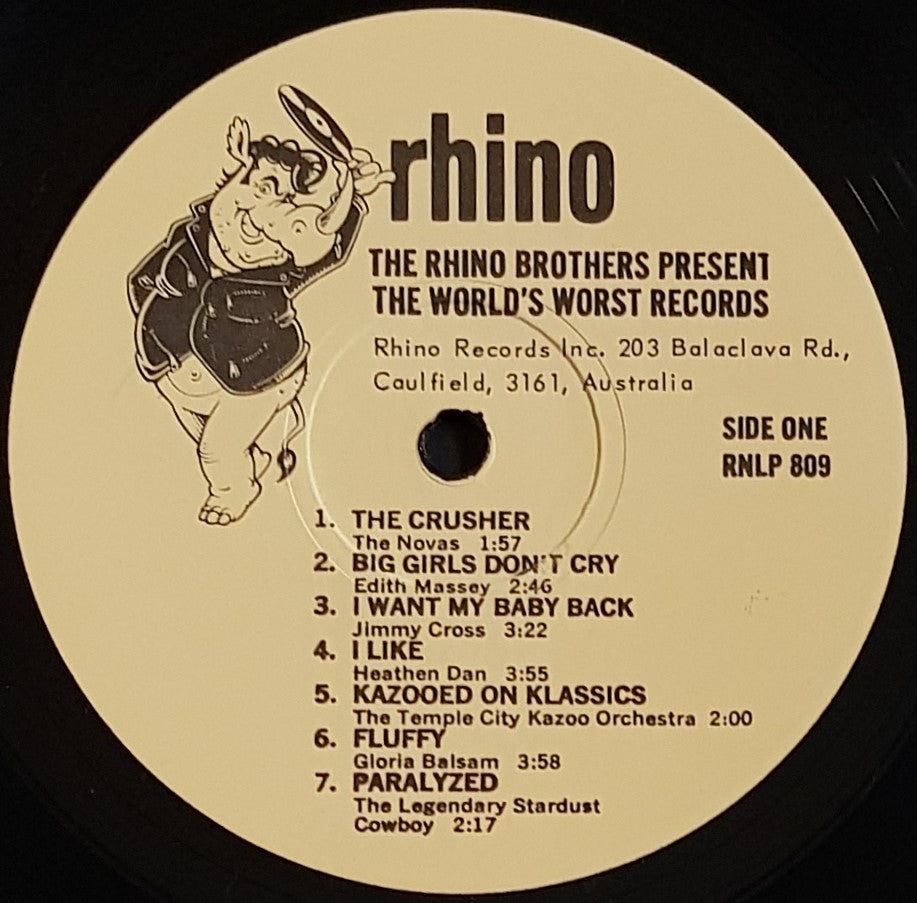 rhino
THE RHINO BROTHERS PRESENT
THE WORLD'S WORST RECORDS
Rhino Records Inc. 203 Balaclava Rd.,
Caulfield, 3161, Australia
SIDE ONE
RNLP 809
1. THE CRUSHER
The Novas 1:57
2. BIG GIRLS DON'T CRY
Edith Massey 2:46
3. I WANT MY BABY BACK
Jimmy Cross 3:22
4. I LIKE
Heathen Dan 3:55
5. KAZOOED ON KLASSICS
The Temple City Kazoo Orchestra 2:00
6. FLUFFY
Gloria Balsam 3:58
7. PARALYZED
The Legendary Stardust
Cowboy 2:17